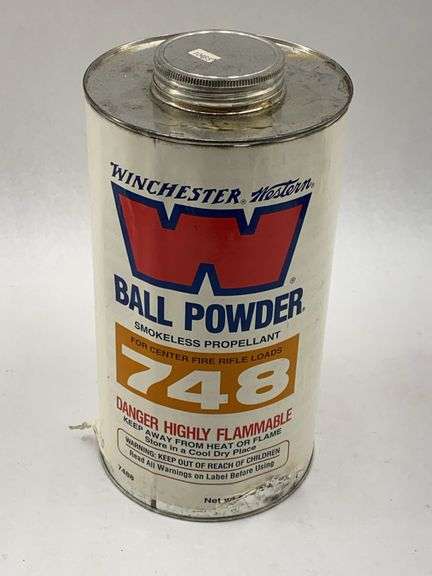 WINCHESTER® Western®
W®
BALL POWDER®
SMOKELESS PROPELLANT
FOR CENTER FIRE RIFLE LOADS
748
DANGER HIGHLY FLAMMABLE
KEEP AWAY FROM HEAT OR FLAME
Store in a Cool Dry Place
WARNING: KEEP OUT OF REACH OF CHILDREN
Read All Warnings on Label Before Using
Net